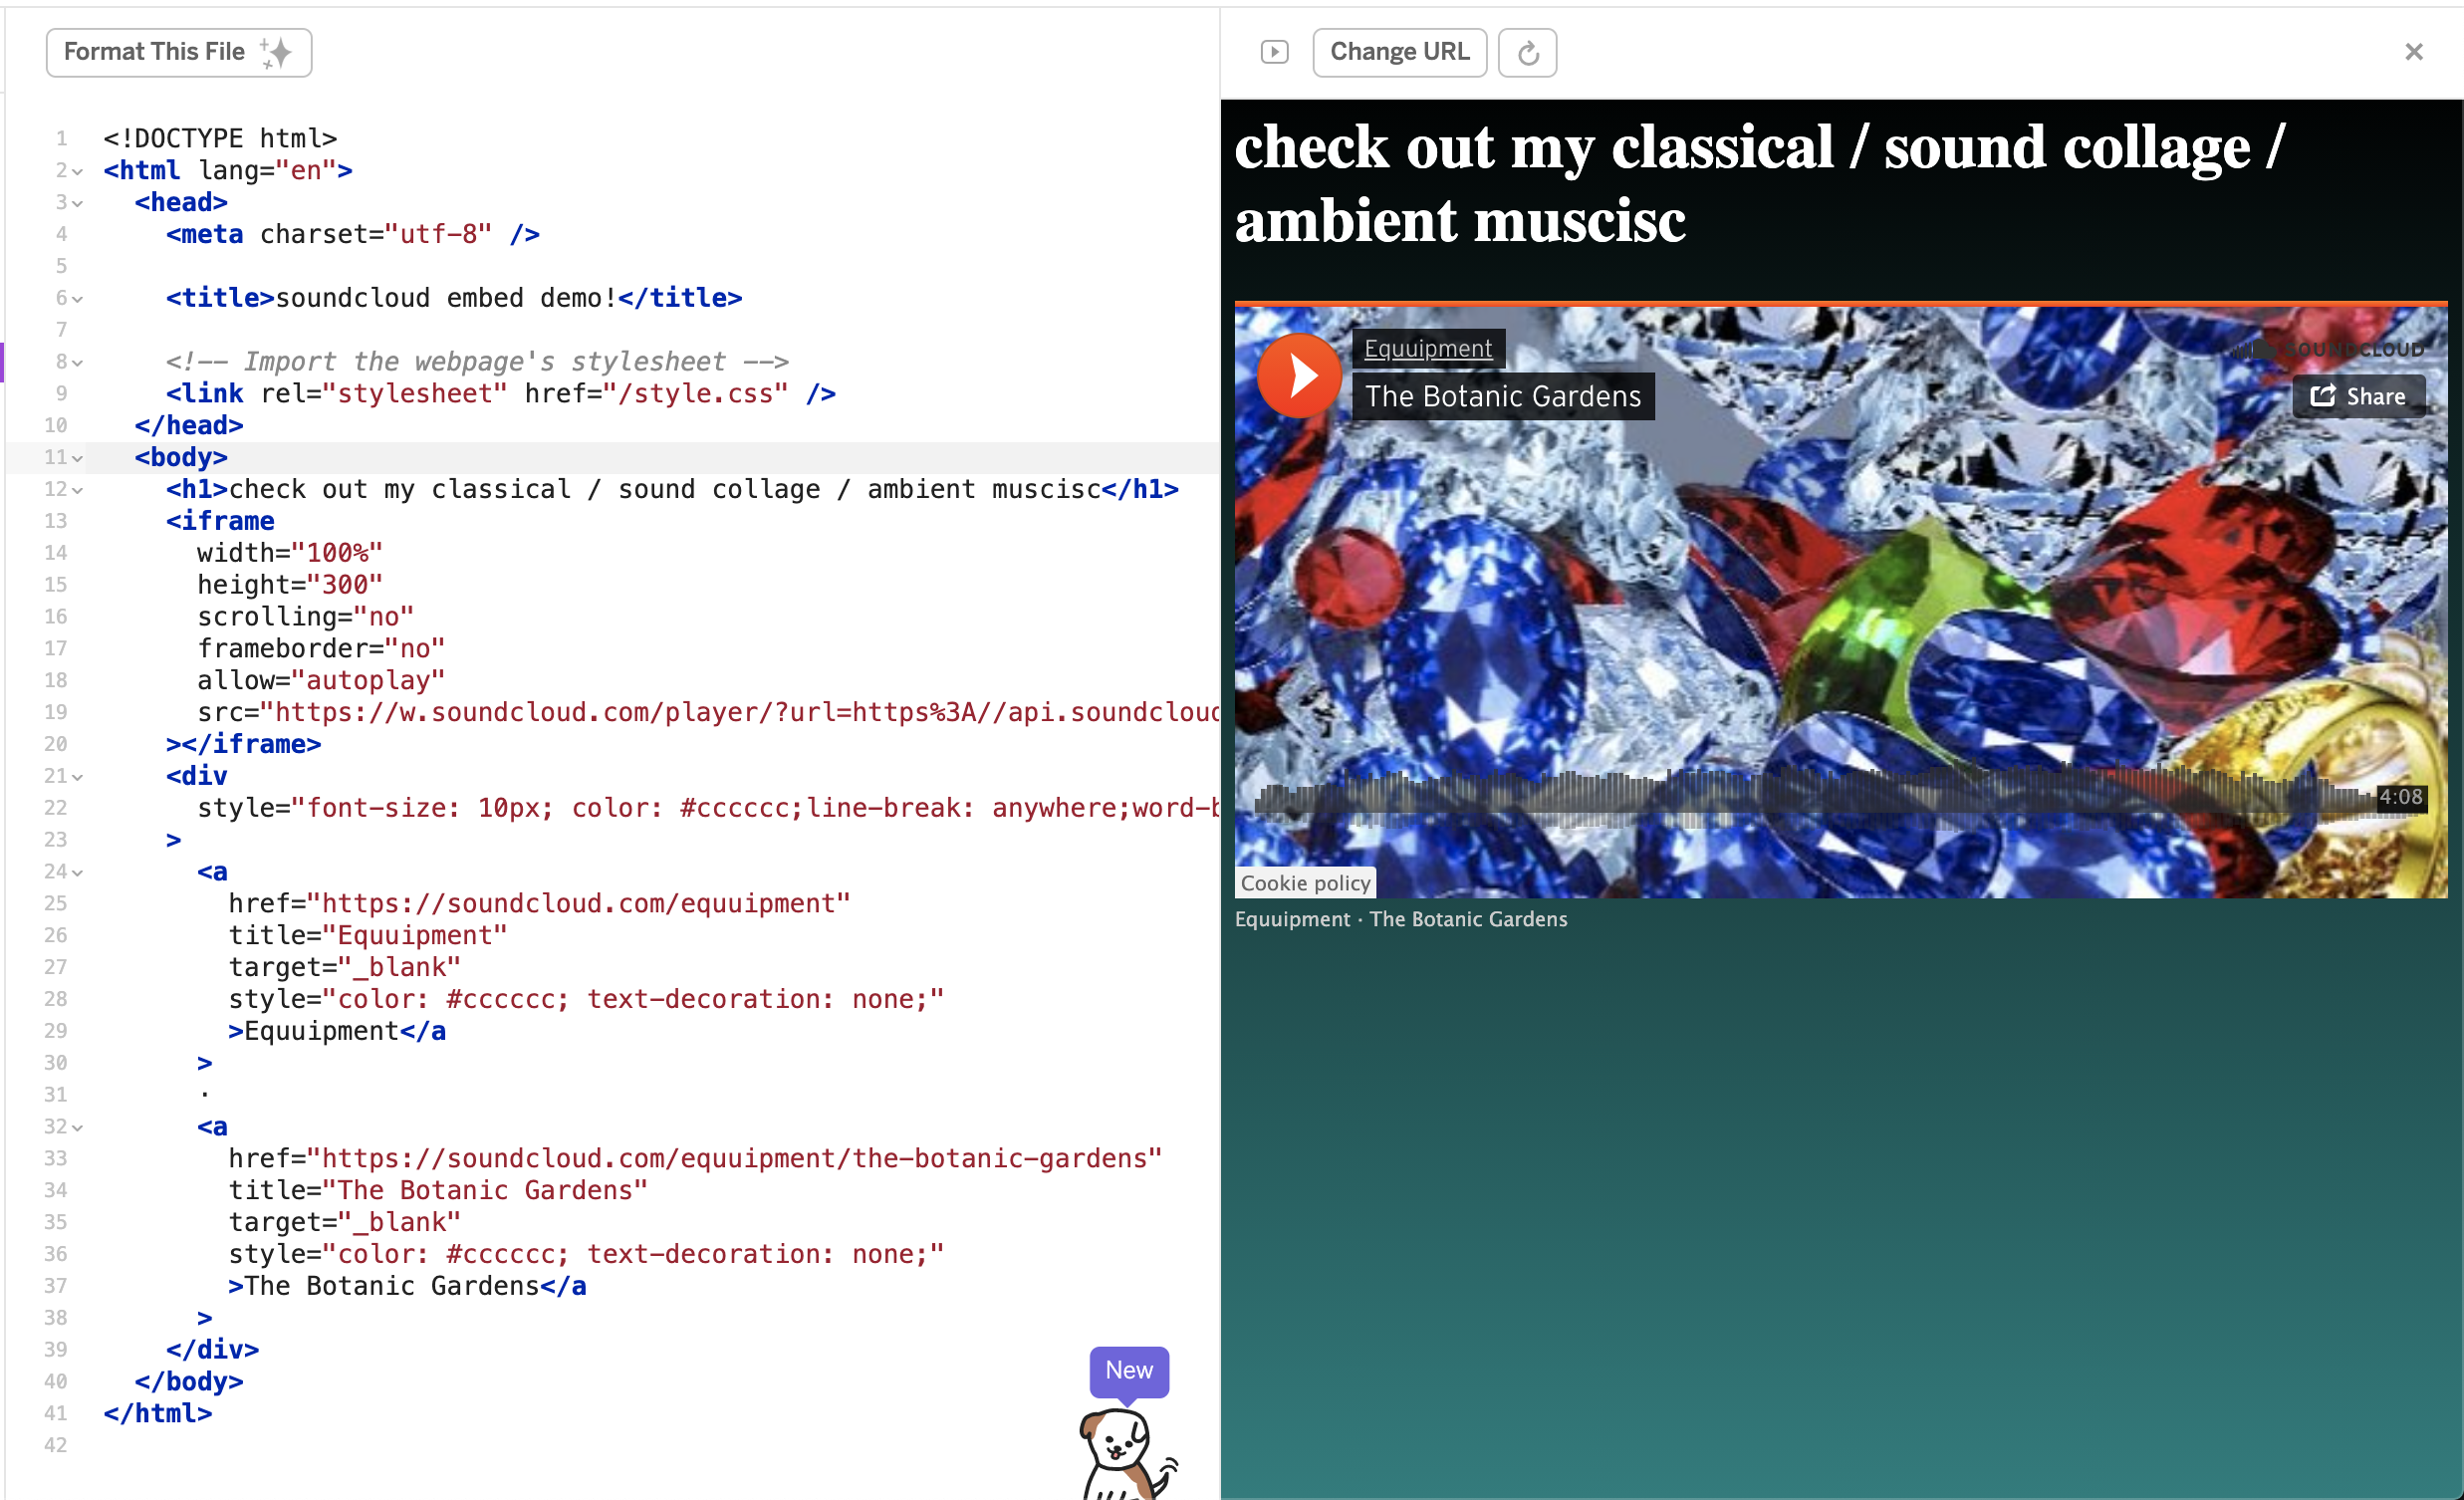 Format This File
1 <!DOCTYPE html>
2 <html lang="en">
3 <head>
4 <meta charset="utf-8" />
5
6 <title>soundcloud embed demo!</title>
7
8 <!-- Import the webpage's stylesheet -->
9 <link rel="stylesheet" href="/style.css" />
10 </head>
11 <body>
12 <h1>check out my classical / sound collage / ambient muscisc</h1>
13 <iframe
14 width="100%"
15 height="300"
16 scrolling="no"
17 frameborder="no"
18 allow="autoplay"
19 src="https://w.soundcloud.com/player/?url=https%3A//api.soundcloud
20 ></iframe>
21 <div
22 style="font-size: 10px; color: #cccccc;line-break: anywhere;word-b
23 >
24 <a
25 href="https://soundcloud.com/equuipment"
26 title="Equuipment"
27 target="_blank"
28 style="color: #cccccc; text-decoration: none;"
29 >Equuipment</a
30 >
31 ·
32 <a
33 href="https://soundcloud.com/equuipment/the-botanic-gardens"
34 title="The Botanic Gardens"
35 target="_blank"
36 style="color: #cccccc; text-decoration: none;"
37 >The Botanic Gardens</a
38 >
39 </div>
40 </body>
41 </html>
42
New
Change URL
check out my classical / sound collage /
ambient muscisc
Equuipment
SOUNDCLOUD
The Botanic Gardens
Share
4:08
Cookie policy
Equuipment · The Botanic Gardens